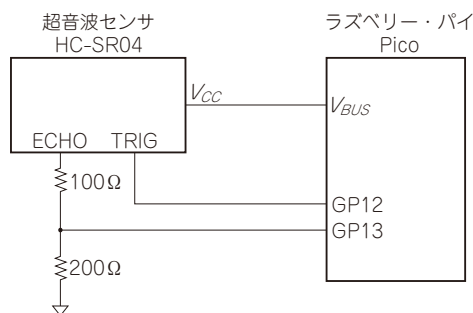 超音波センサ
HC-SR04
ラズベリー・パイ
Pico
VCC
VBUS
ECHO TRIG
100Ω
GP12
GP13
200Ω